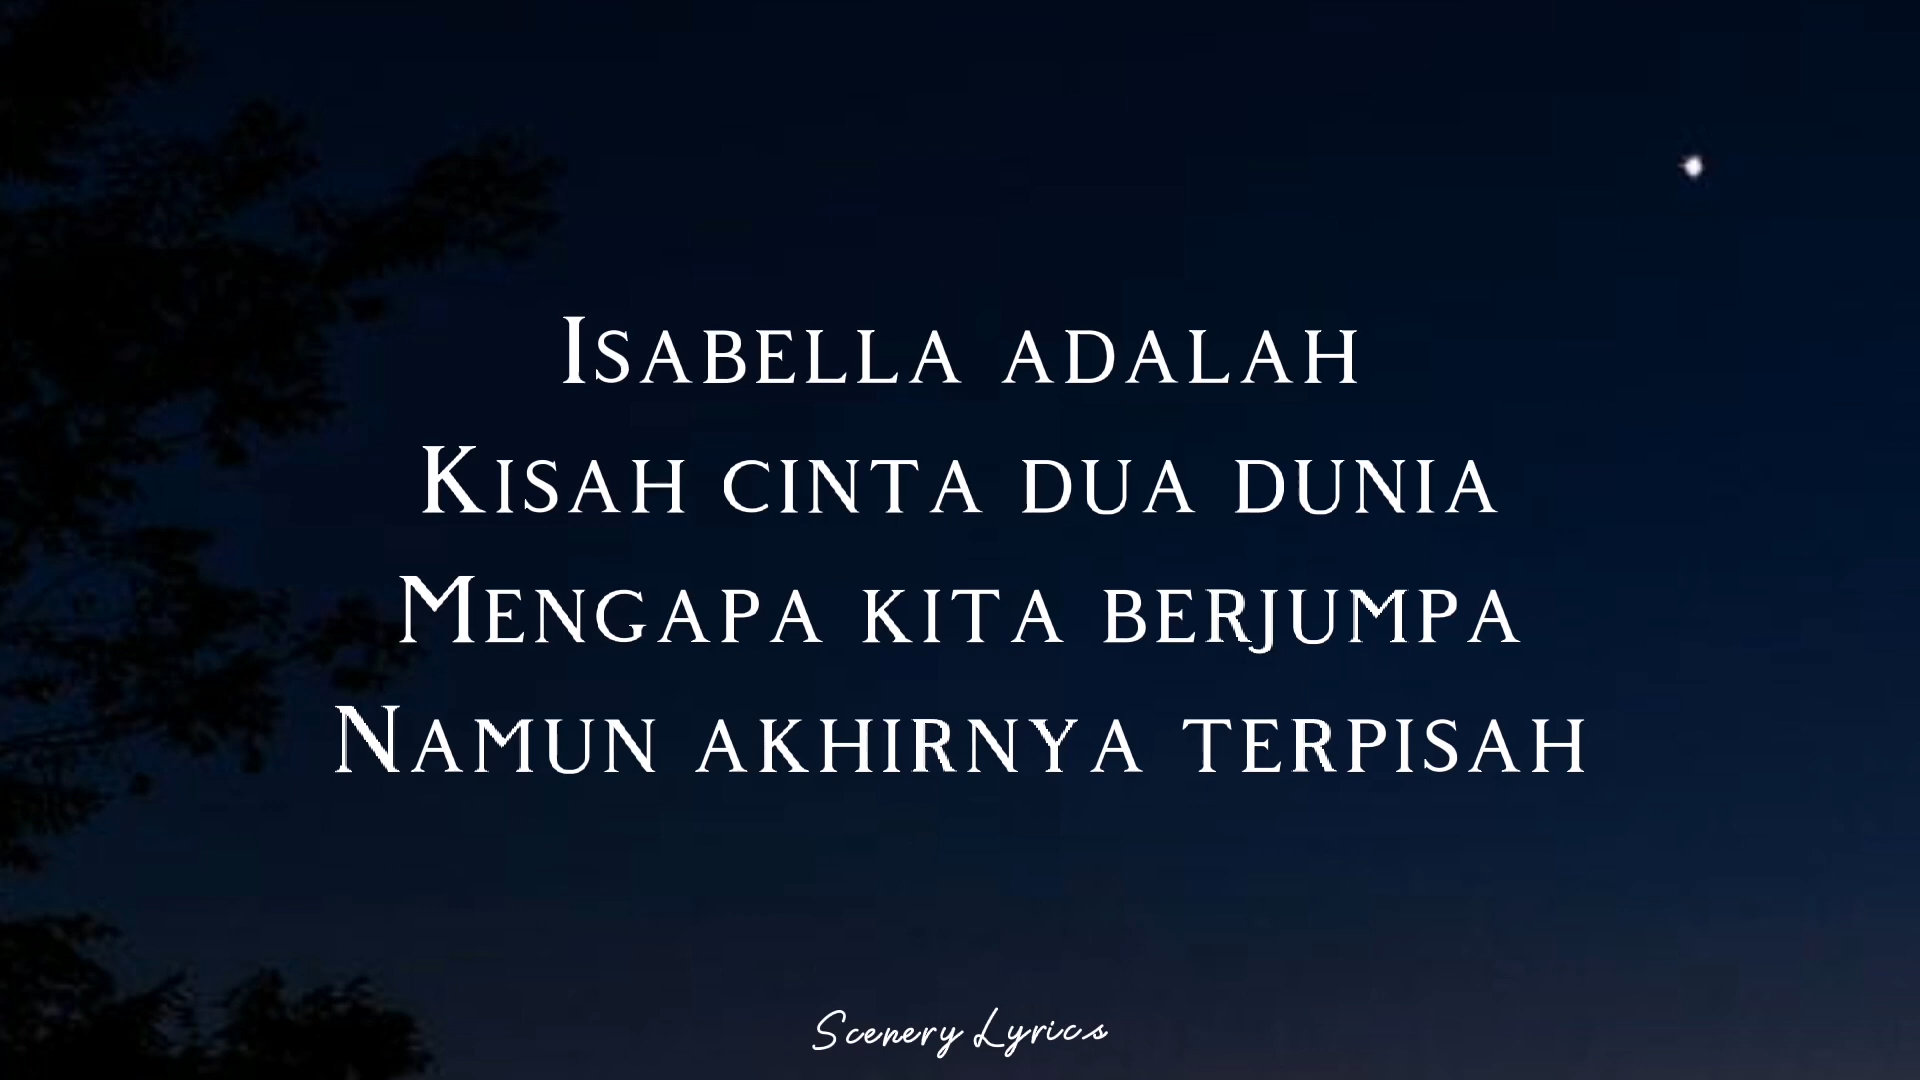 Isabella adalah
Kisah cinta dua dunia
Mengapa kita berjumpa
Namun akhirnya terpisah
Scenery Lyrics